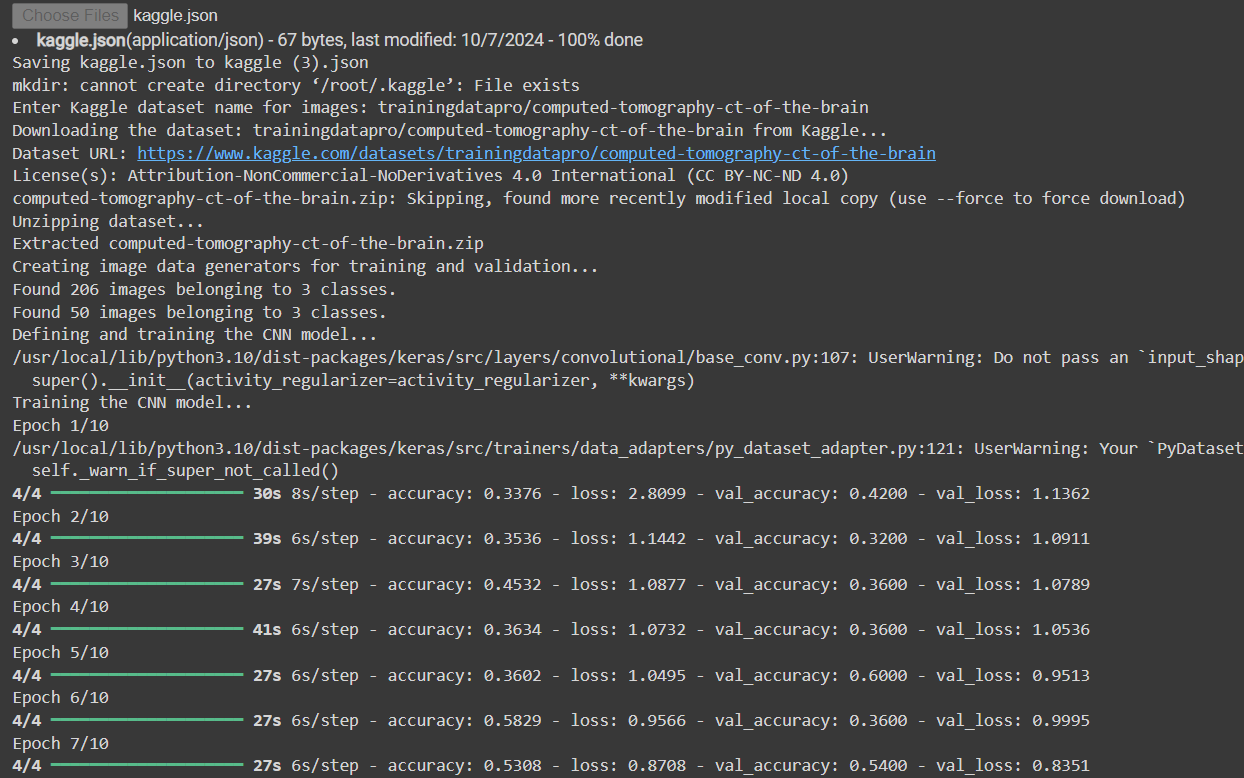 Choose Files kaggle.json
• kaggle.json(application/json) - 67 bytes, last modified: 10/7/2024 - 100% done
Saving kaggle.json to kaggle (3).json
mkdir: cannot create directory ‘/root/.kaggle’: File exists
Enter Kaggle dataset name for images: trainingdatapro/computed-tomography-ct-of-the-brain
Downloading the dataset: trainingdatapro/computed-tomography-ct-of-the-brain from Kaggle...
Dataset URL: https://www.kaggle.com/datasets/trainingdatapro/computed-tomography-ct-of-the-brain
License(s): Attribution-NonCommercial-NoDerivatives 4.0 International (CC BY-NC-ND 4.0)
computed-tomography-ct-of-the-brain.zip: Skipping, found more recently modified local copy (use --force to force download)
Unzipping dataset...
Extracted computed-tomography-ct-of-the-brain.zip
Creating image data generators for training and validation...
Found 206 images belonging to 3 classes.
Found 50 images belonging to 3 classes.
Defining and training the CNN model...
/usr/local/lib/python3.10/dist-packages/keras/src/layers/convolutional/base_conv.py:107: UserWarning: Do not pass an `input_shap
super().__init__(activity_regularizer=activity_regularizer, **kwargs)
Training the CNN model...
Epoch 1/10
/usr/local/lib/python3.10/dist-packages/keras/src/trainers/data_adapters/py_dataset_adapter.py:121: UserWarning: Your `PyDataset
self._warn_if_super_not_called()
4/4 30s 8s/step - accuracy: 0.3376 - loss: 2.8099 - val_accuracy: 0.4200 - val_loss: 1.1362
Epoch 2/10
4/4 39s 6s/step - accuracy: 0.3536 - loss: 1.1442 - val_accuracy: 0.3200 - val_loss: 1.0911
Epoch 3/10
4/4 27s 7s/step - accuracy: 0.4532 - loss: 1.0877 - val_accuracy: 0.3600 - val_loss: 1.0789
Epoch 4/10
4/4 41s 6s/step - accuracy: 0.3634 - loss: 1.0732 - val_accuracy: 0.3600 - val_loss: 1.0536
Epoch 5/10
4/4 27s 6s/step - accuracy: 0.3602 - loss: 1.0495 - val_accuracy: 0.6000 - val_loss: 0.9513
Epoch 6/10
4/4 27s 6s/step - accuracy: 0.5829 - loss: 0.9566 - val_accuracy: 0.3600 - val_loss: 0.9995
Epoch 7/10
4/4 27s 6s/step - accuracy: 0.5308 - loss: 0.8708 - val_accuracy: 0.5400 - val_loss: 0.8351